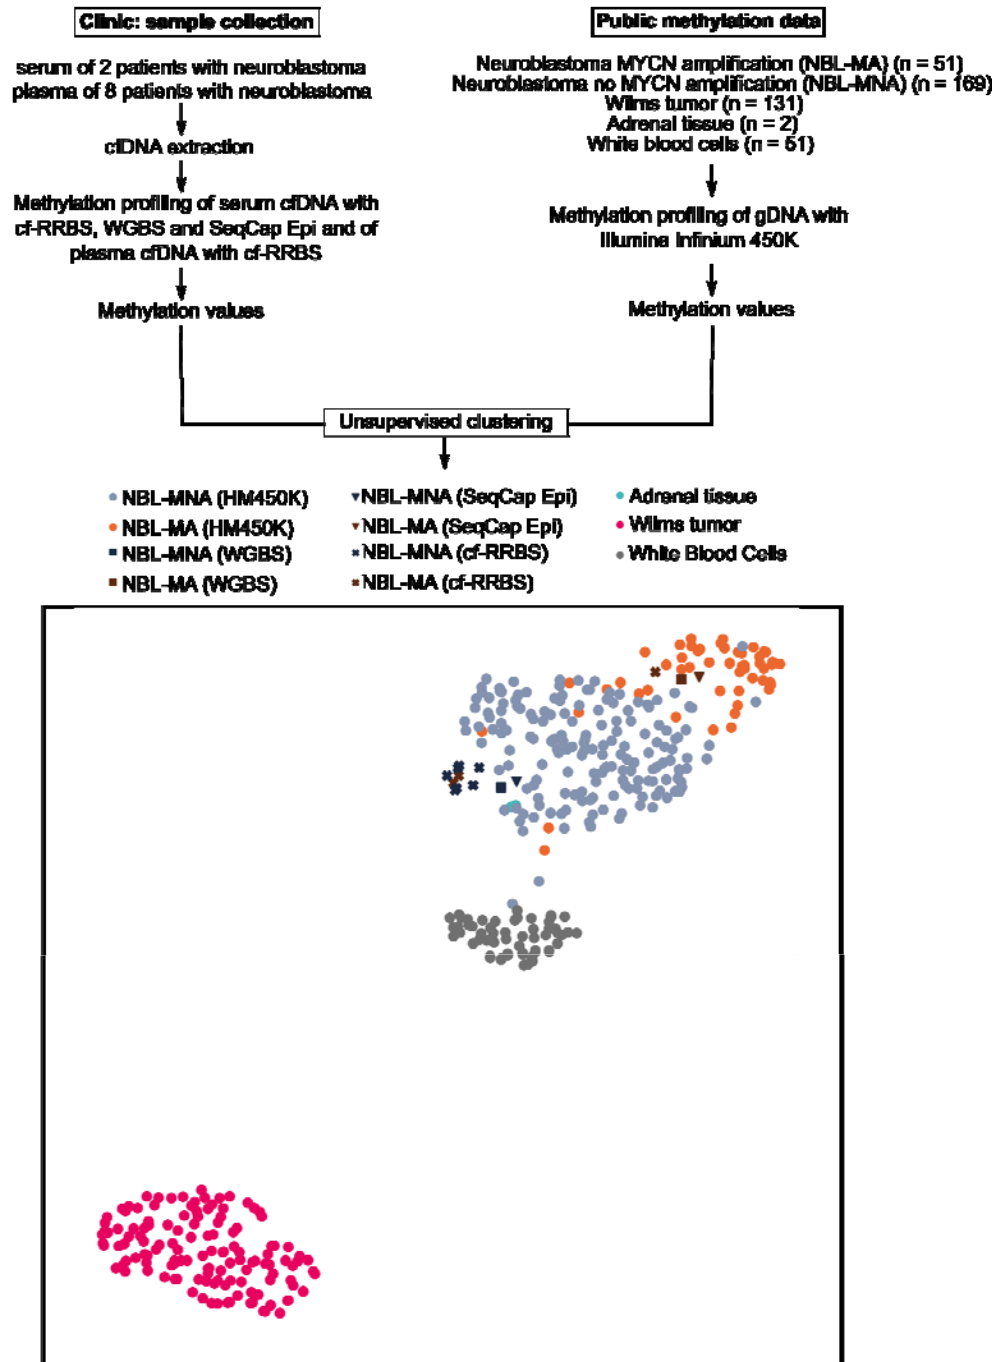 Clinic: sample collection
serum of 2 patients with neuroblastoma
plasma of 8 patients with neuroblastoma
cfDNA extraction
Methylation profiling of serum cfDNA with
cf-RRBS, WGBS and SeqCap Epi and of
plasma cfDNA with cf-RRBS
Methylation values
Public methylation data
Neuroblastoma MYCN amplification (NBL-MA) (n = 51)
Neuroblastoma no MYCN amplification (NBL-MNA) (n = 169)
Wilms tumor (n = 131)
Adrenal tissue (n = 2)
White blood cells (n = 51)
Methylation profiling of gDNA with
Illumina Infinium 450K
Methylation values
Unsupervised clustering
NBL-MNA (HM450K)
NBL-MA (HM450K)
NBL-MNA (WGBS)
NBL-MA (WGBS)
NBL-MNA (SeqCap Epi)
NBL-MA (SeqCap Epi)
NBL-MNA (cf-RRBS)
NBL-MA (cf-RRBS)
Adrenal tissue
Wilms tumor
White Blood Cells